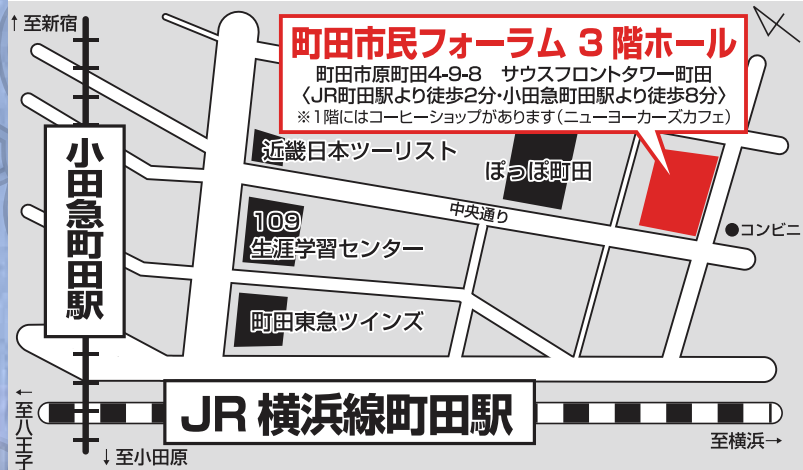 ↑至新宿
町田市民フォーラム 3階ホール
町田市原町田4-9-8　サウスフロントタワー町田
〈JR町田駅より徒歩2分・小田急町田駅より徒歩8分〉
※1階にはコーヒーショップがあります(ニューヨーカーズカフェ)
小田急町田駅
近畿日本ツーリスト
ぽっぽ町田
中央通り
109
生涯学習センター
●コンビニ
町田東急ツインズ
JR 横浜線町田駅
←至八王子
↓至小田原
至横浜→